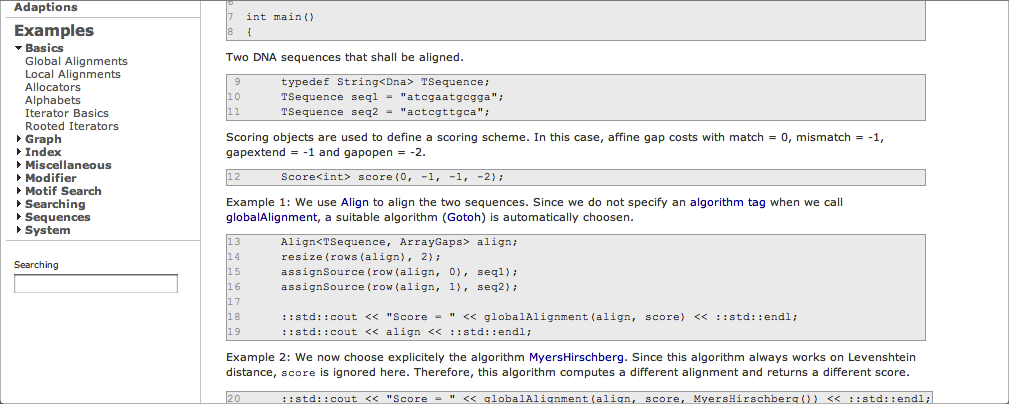 Adaptions
Examples
Basics
Global Alignments
Local Alignments
Allocators
Alphabets
Iterator Basics
Rooted Iterators
Graph
Index
Miscellaneous
Modifier
Motif Search
Searching
Sequences
System
Searching
6
7 int main()
8 {
Two DNA sequences that shall be aligned.
9 typedef String<Dna> TSequence;
10 TSequence seq1 = "atcgaatgcgga";
11 TSequence seq2 = "actcgttgca";
Scoring objects are used to define a scoring scheme. In this case, affine gap costs with match = 0, mismatch = -1,
gapextend = -1 and gapopen = -2.
12 Score<int> score(0, -1, -1, -2);
Example 1: We use Align to align the two sequences. Since we do not specify an algorithm tag when we call
globalAlignment, a suitable algorithm (Gotoh) is automatically choosen.
13 Align<TSequence, ArrayGaps> align;
14 resize(rows(align), 2);
15 assignSource(row(align, 0), seq1);
16 assignSource(row(align, 1), seq2);
17
18 ::std::cout << "Score = " << globalAlignment(align, score) << ::std::endl;
19 ::std::cout << align << ::std::endl;
Example 2: We now choose explicitely the algorithm MyersHirschberg. Since this algorithm always works on Levenshtein
distance, score is ignored here. Therefore, this algorithm computes a different alignment and returns a different score.
20 ::std::cout << "Score = " << globalAlignment(align, score, MyersHirschberg()) << ::std::endl;